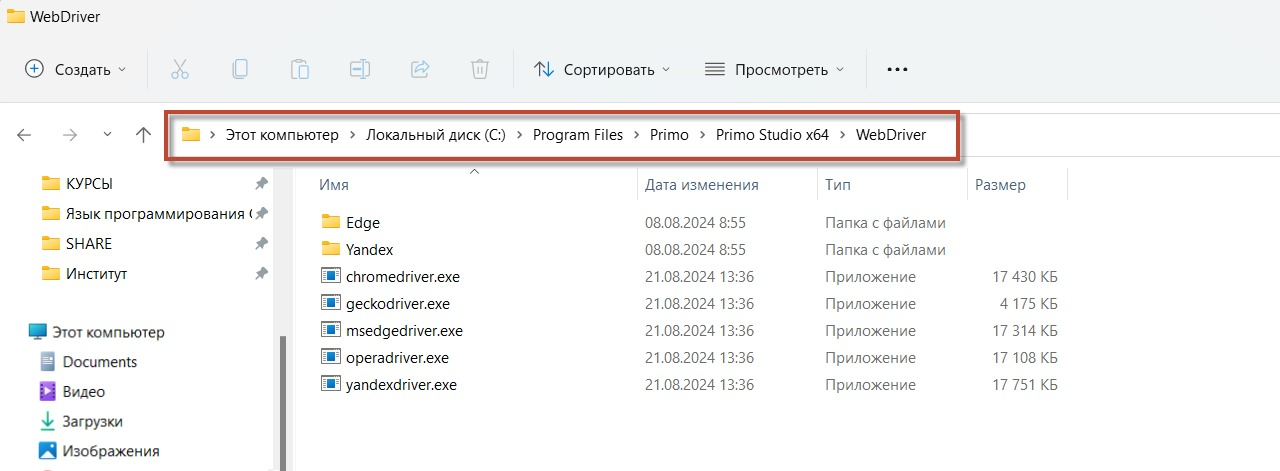 WebDriver
Создать Сортировать Просмотреть
Этот компьютер Локальный диск (C:) Program Files Primo Primo Studio x64 WebDriver
КУРСЫ
Язык программирования
SHARE
Институт
Этот компьютер
Documents
Видео
Загрузки
Изображения
Имя Дата изменения Тип Размер
Edge 08.08.2024 8:55 Папка с файлами
Yandex 08.08.2024 8:55 Папка с файлами
chromedriver.exe 21.08.2024 13:36 Приложение 17 430 КБ
geckodriver.exe 21.08.2024 13:36 Приложение 4 175 КБ
msedgedriver.exe 21.08.2024 13:36 Приложение 17 314 КБ
operadriver.exe 21.08.2024 13:36 Приложение 17 108 КБ
yandexdriver.exe 21.08.2024 13:36 Приложение 17 751 КБ